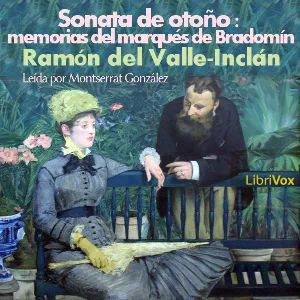 Sonata de otoño :
memorias del marqués de Bradomín
Ramón del Valle-Inclán
Leída por Montserrat González
LibriVox